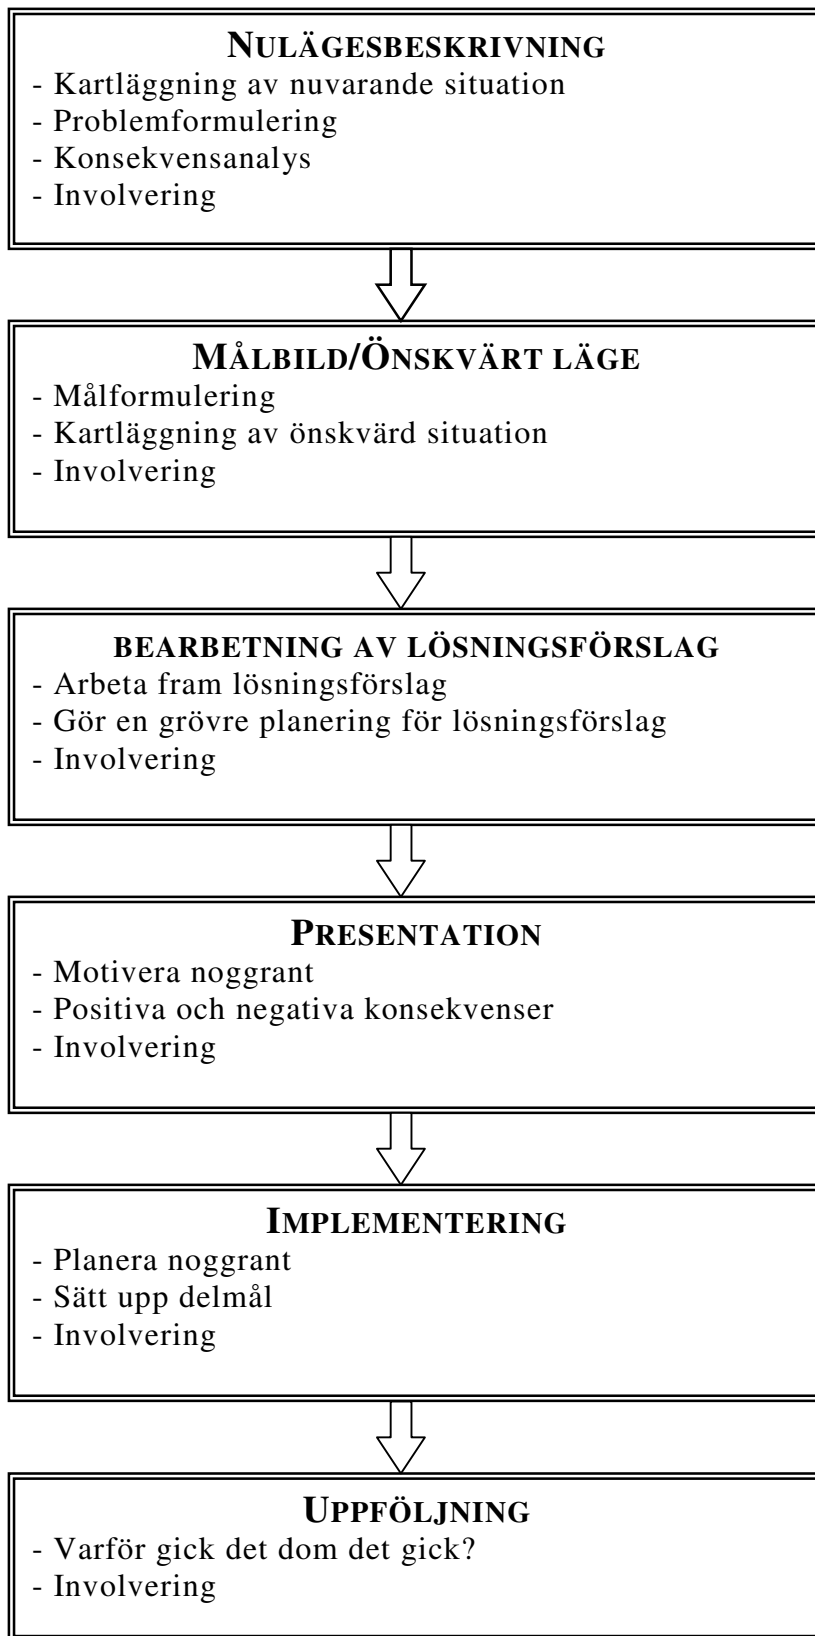 NULÄGESBESKRIVNING
- Kartläggning av nuvarande situation
- Problemformulering
- Konsekvensanalys
- Involvering
MÅLBILD/ÖNSKVÄRT LÄGE
- Målformulering
- Kartläggning av önskvärd situation
- Involvering
BEARBETNING AV LÖSNINGSFÖRSLAG
- Arbeta fram lösningsförslag
- Gör en grövre planering för lösningsförslag
- Involvering
PRESENTATION
- Motivera noggrant
- Positiva och negativa konsekvenser
- Involvering
IMPLEMENTERING
- Planera noggrant
- Sätt upp delmål
- Involvering
UPPFÖLJNING
- Varför gick det dom det gick?
- Involvering